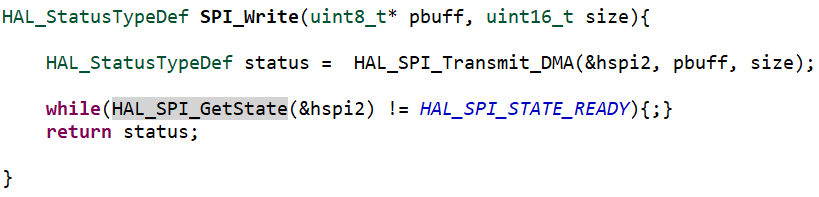 HAL_StatusTypeDef SPI_Write(uint8_t* pbuff, uint16_t size){
HAL_StatusTypeDef status =  HAL_SPI_Transmit_DMA(&hspi2, pbuff, size);
while(HAL_SPI_GetState(&hspi2) != HAL_SPI_STATE_READY){;}
return status;
}